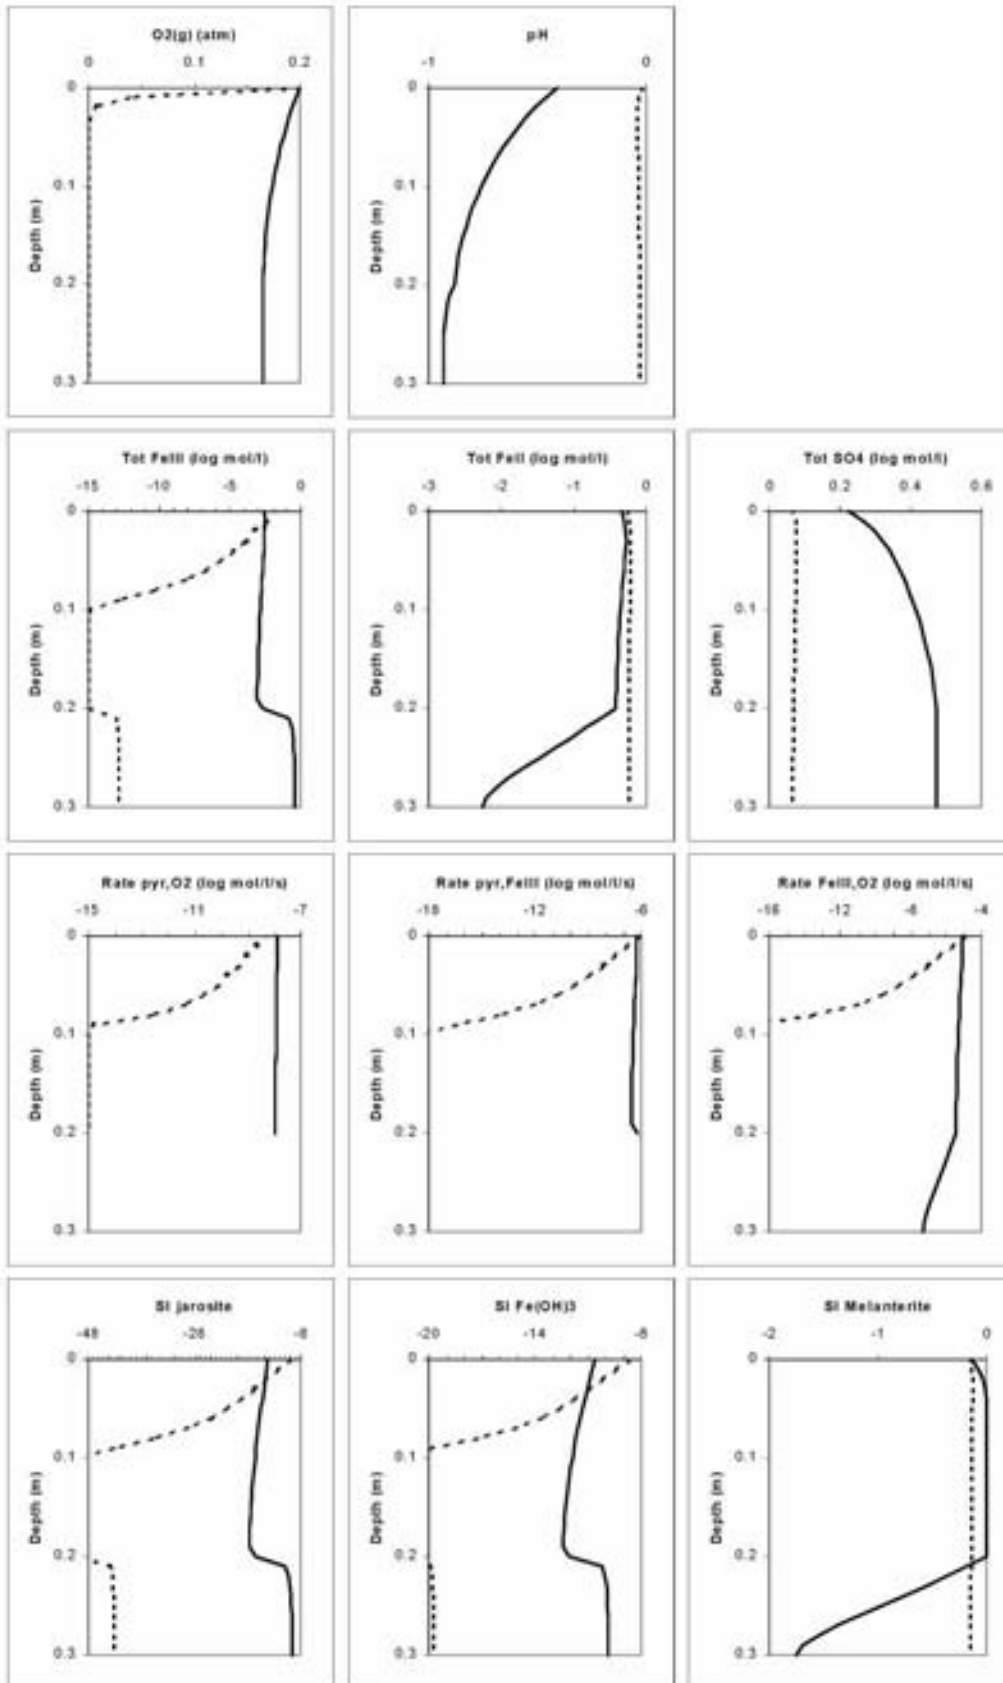 O2(g) (atm)
0 0.1 0.2
0
0.1
0.2
0.3
Depth (m)
pH
-1 0
0
0.1
0.2
0.3
Depth (m)
Tot FeIII (log mol/l)
-15 -10 -5 0
0
0.1
0.2
0.3
Depth (m)
Tot FeII (log mol/l)
-3 -2 -1 0
0
0.1
0.2
0.3
Depth (m)
Tot SO4 (log mol/l)
0 0.2 0.4 0.6
0
0.1
0.2
0.3
Depth (m)
Rate pyr,O2 (log mol/l/s)
-15 -11 -7
0
0.1
0.2
0.3
Depth (m)
Rate pyr,FeIII (log mol/l/s)
-18 -12 -6
0
0.1
0.2
0.3
Depth (m)
Rate FeIII,O2 (log mol/l/s)
-16 -12 -8 -4
0
0.1
0.2
0.3
Depth (m)
SI jarosite
-48 -28 -8
0
0.1
0.2
0.3
Depth (m)
SI Fe(OH)3
-20 -14 -8
0
0.1
0.2
0.3
Depth (m)
SI Melanterite
-2 -1 0
0
0.1
0.2
0.3
Depth (m)